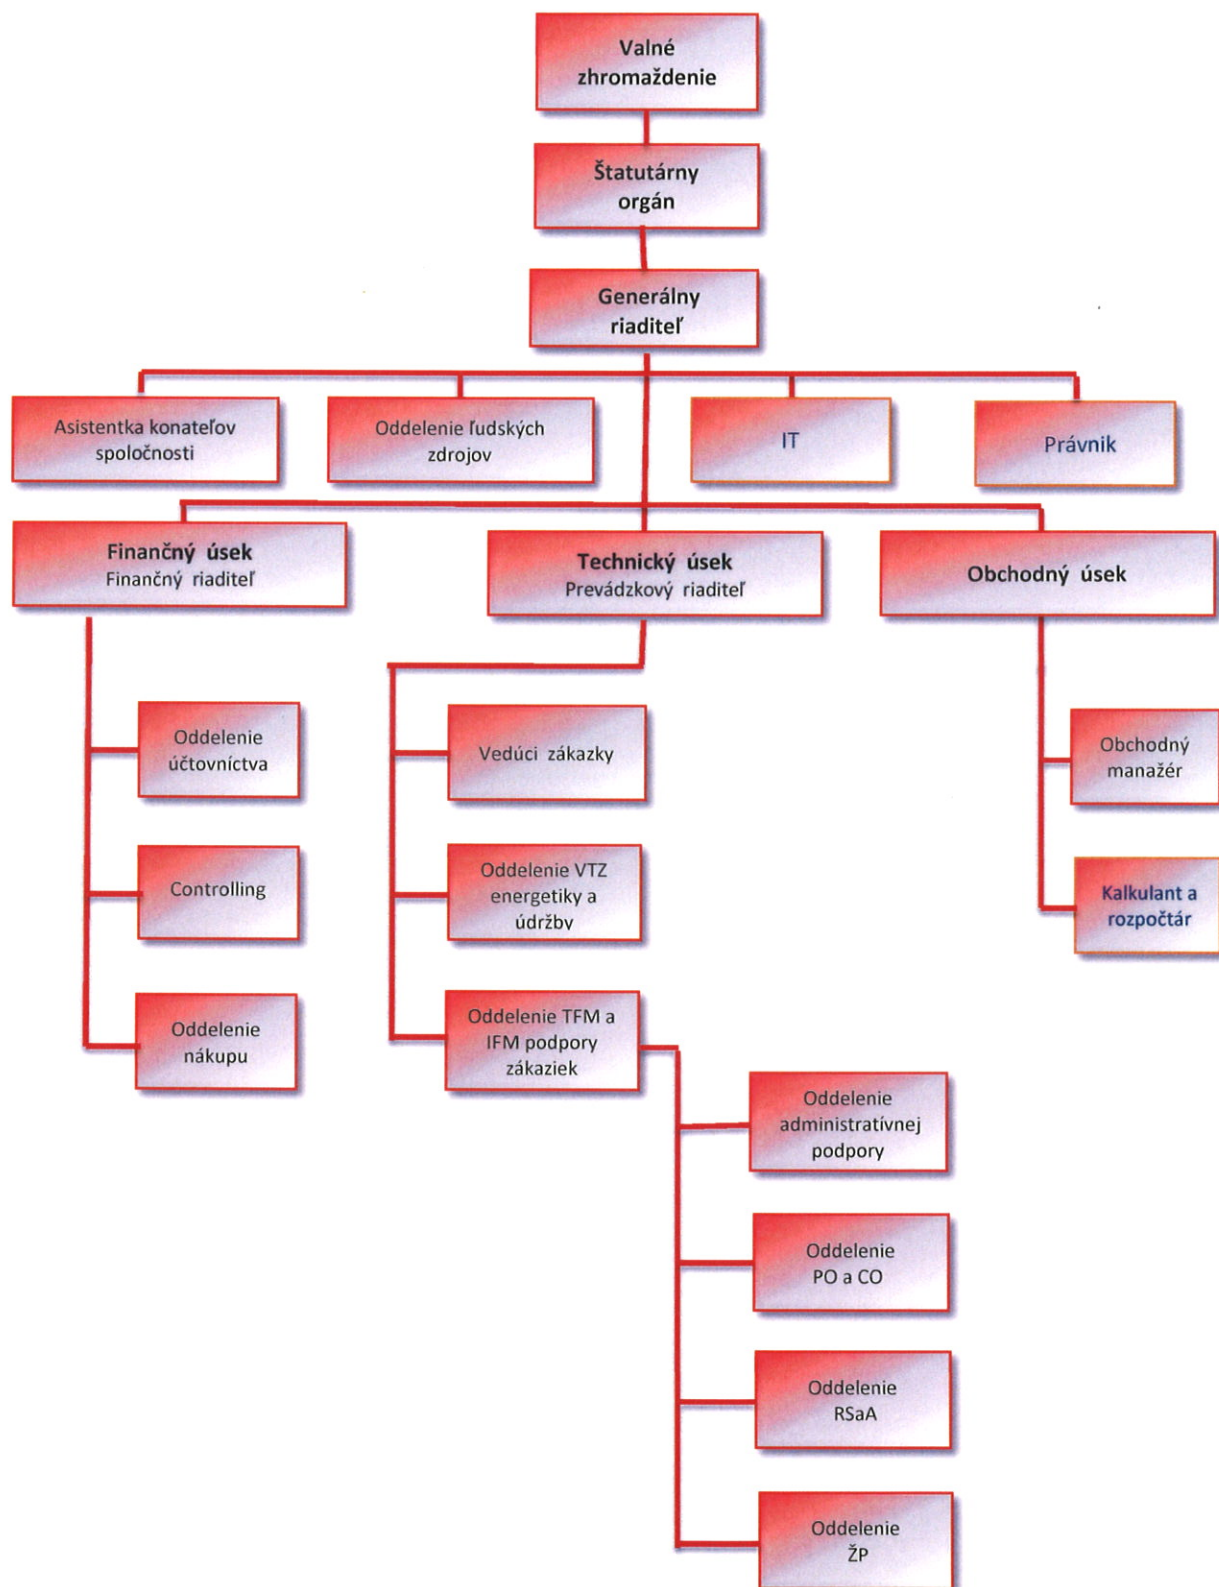 Valné
zhromaždenie
Štatutárny
orgán
Generálny
riaditeľ
Asistentka konateľov
spoločnosti
Oddelenie ľudských
zdrojov
IT
Právnik
Finančný úsek
Finančný riaditeľ
Technický úsek
Prevádzkový riaditeľ
Obchodný úsek
Oddelenie
účtovníctva
Vedúci zákazky
Obchodný
manažér
Controlling
Oddelenie VTZ
energetiky a
údržby
Kalkulant a
rozpočtár
Oddelenie
nákupu
Oddelenie TFM a
IFM podpory
zákaziek
Oddelenie
administratívnej
podpory
Oddelenie
PO a CO
Oddelenie
RSaA
Oddelenie
ŽP